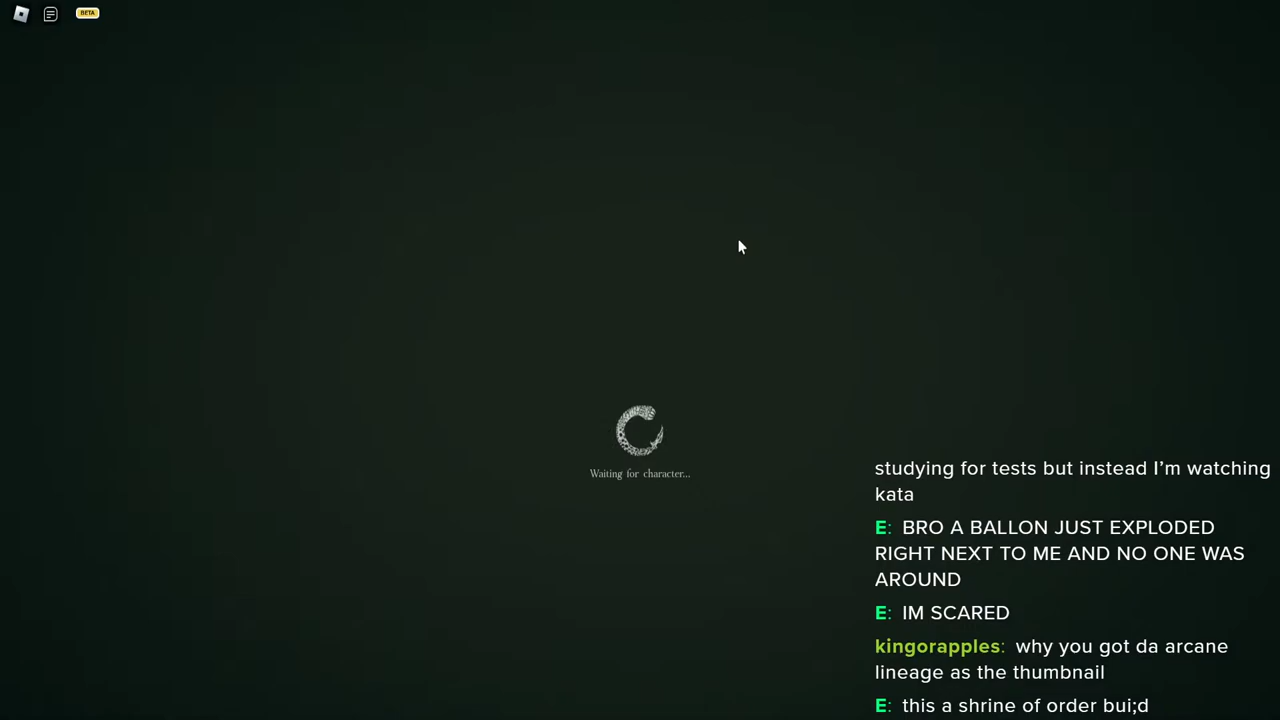 BETA
Waiting for character...
studying for tests but instead I’m watching
kata
E: BRO A BALLON JUST EXPLODED
RIGHT NEXT TO ME AND NO ONE WAS
AROUND
E: IM SCARED
kingorapples: why you got da arcane
lineage as the thumbnail
E: this a shrine of order bui;d